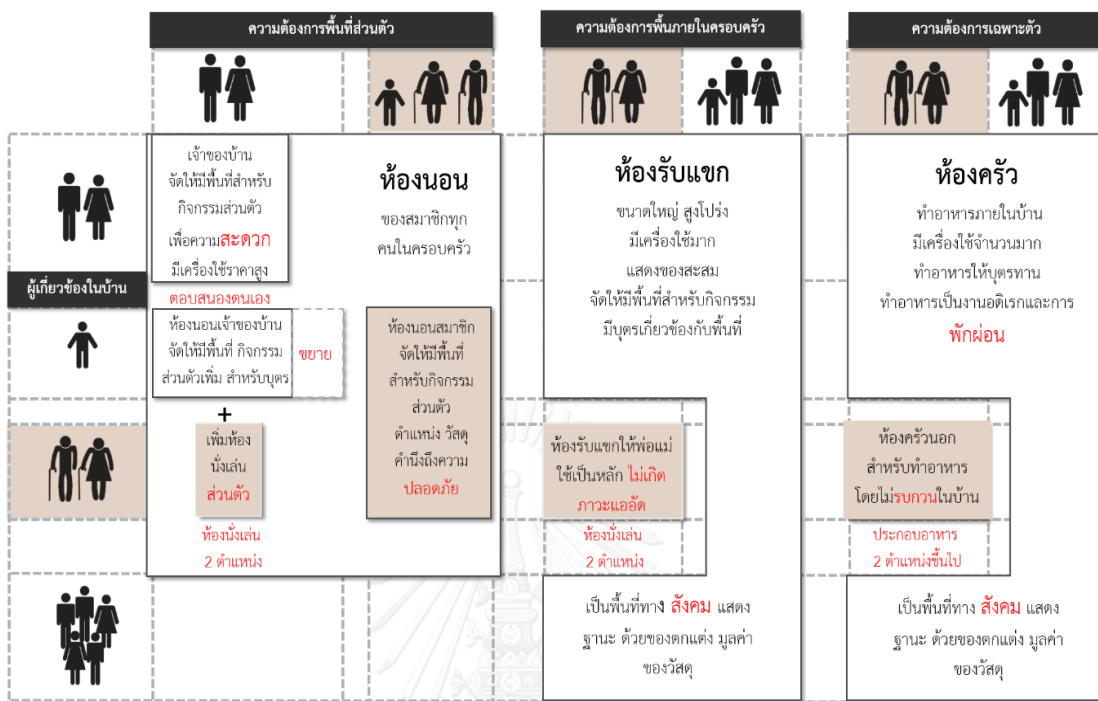 ความต้องการพื้นที่ส่วนตัว
ความต้องการพื้นภายในครอบครัว
ความต้องการเฉพาะตัว
ผู้เกี่ยวข้องในบ้าน
เจ้าของบ้าน
จัดให้มีพื้นที่สำหรับ
กิจกรรมส่วนตัว
เพื่อความสะดวก
มีเครื่องใช้ราคาสูง
ตอบสนองตนเอง
ห้องนอนเจ้าของบ้าน
จัดให้มีพื้นที่ กิจกรรม
ส่วนตัวเพิ่ม สำหรับบุตร
ขยาย
+
เพิ่มห้อง
นั่งเล่น
ส่วนตัว
ห้องนั่งเล่น
2 ตำแหน่ง
ห้องนอน
ของสมาชิกทุก
คนในครอบครัว
ห้องนอนสมาชิก
จัดให้มีพื้นที่
สำหรับกิจกรรม
ส่วนตัว
ตำแหน่ง วัสดุ
คำนึงถึงความ
ปลอดภัย
ห้องรับแขก
ขนาดใหญ่ สูงโปร่ง
มีเครื่องใช้มาก
แสดงของสะสม
จัดให้มีพื้นที่สำหรับกิจกรรม
มีบุตรเกี่ยวข้องกับพื้นที่
ห้องรับแขกให้พ่อแม่
ใช้เป็นหลัก ไม่เกิด
ภาวะแออัด
ห้องนั่งเล่น
2 ตำแหน่ง
เป็นพื้นที่ทาง สังคม แสดง
ฐานะ ด้วยของตกแต่ง มูลค่า
ของวัสดุ
ห้องครัว
ทำอาหารภายในบ้าน
มีเครื่องใช้จำนวนมาก
ทำอาหารให้บุตรทาน
ทำอาหารเป็นงานอดิเรกและการ
พักผ่อน
ห้องครัวนอก
สำหรับทำอาหาร
โดยไม่รบกวนในบ้าน
ประกอบอาหาร
2 ตำแหน่งขึ้นไป
เป็นพื้นที่ทาง สังคม แสดง
ฐานะ ด้วยของตกแต่ง มูลค่า
ของวัสดุ